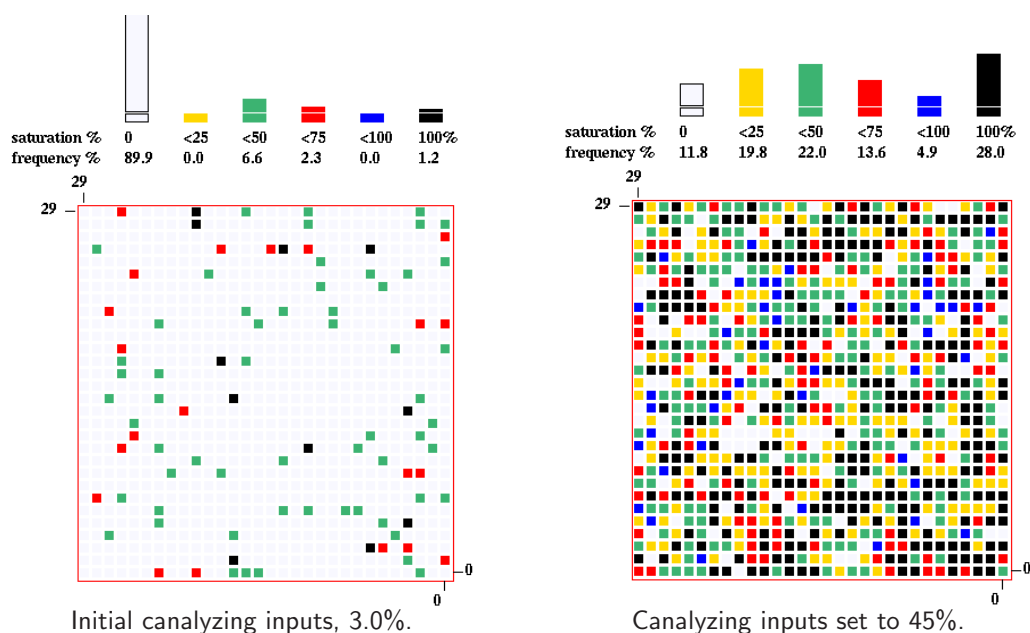 saturation % 0 <25 <50 <75 <100 100%
frequency % 89.9 0.0 6.6 2.3 0.0 1.2
29
29
0
0
Initial canalyzing inputs, 3.0%.
saturation % 0 <25 <50 <75 <100 100%
frequency % 11.8 19.8 22.0 13.6 4.9 28.0
29
29
0
0
Canalyzing inputs set to 45%.